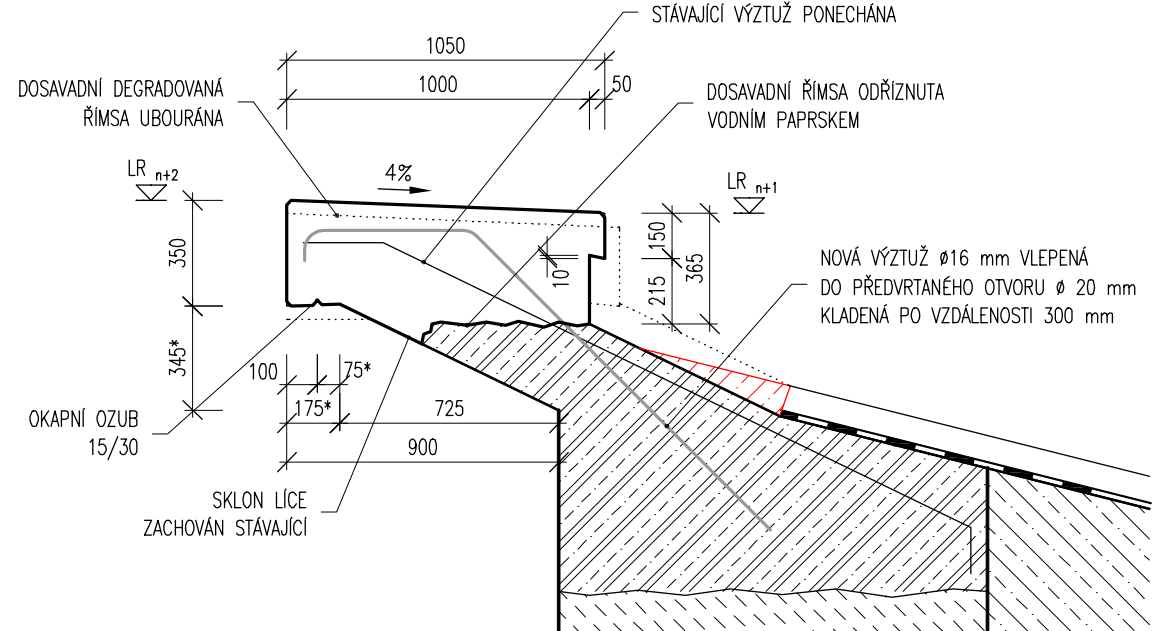 STÁVAJÍCÍ VÝZTUŽ PONECHÁNA
1050
1000
50
DOSAVADNÍ DEGRADOVANÁ
ŘÍMSA UBOURÁNA
DOSAVADNÍ ŘÍMSA ODŘÍZNUTA
VODNÍM PAPRSKEM
LR n+2
4%
LR n+1
350
150
365
10
215
NOVÁ VÝZTUŽ Ø16 mm VLEPENÁ
DO PŘEDVRTANÉHO OTVORU Ø 20 mm
KLADENÁ PO VZDÁLENOSTI 300 mm
345*
100
75*
175*
725
900
OKAPNÍ OZUB
15/30
SKLON LÍCE
ZACHOVÁN STÁVAJÍCÍ